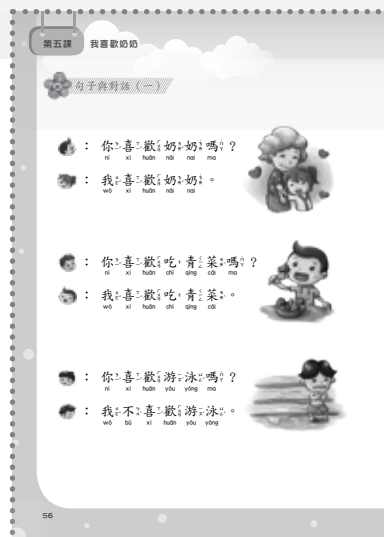 第五課 我喜歡奶奶
句子與對話（一）
：你喜歡奶奶嗎？
nǐ xǐ huān nǎi nai ma
：我喜歡奶奶。
wǒ xǐ huān nǎi nai
：你喜歡吃青菜嗎？
nǐ xǐ huān chī qīng cài ma
：我喜歡吃青菜。
wǒ xǐ huān chī qīng cài
：你喜歡游泳嗎？
nǐ xǐ huān yóu yǒng ma
：我不喜歡游泳。
wǒ bù xǐ huān yóu yǒng
56